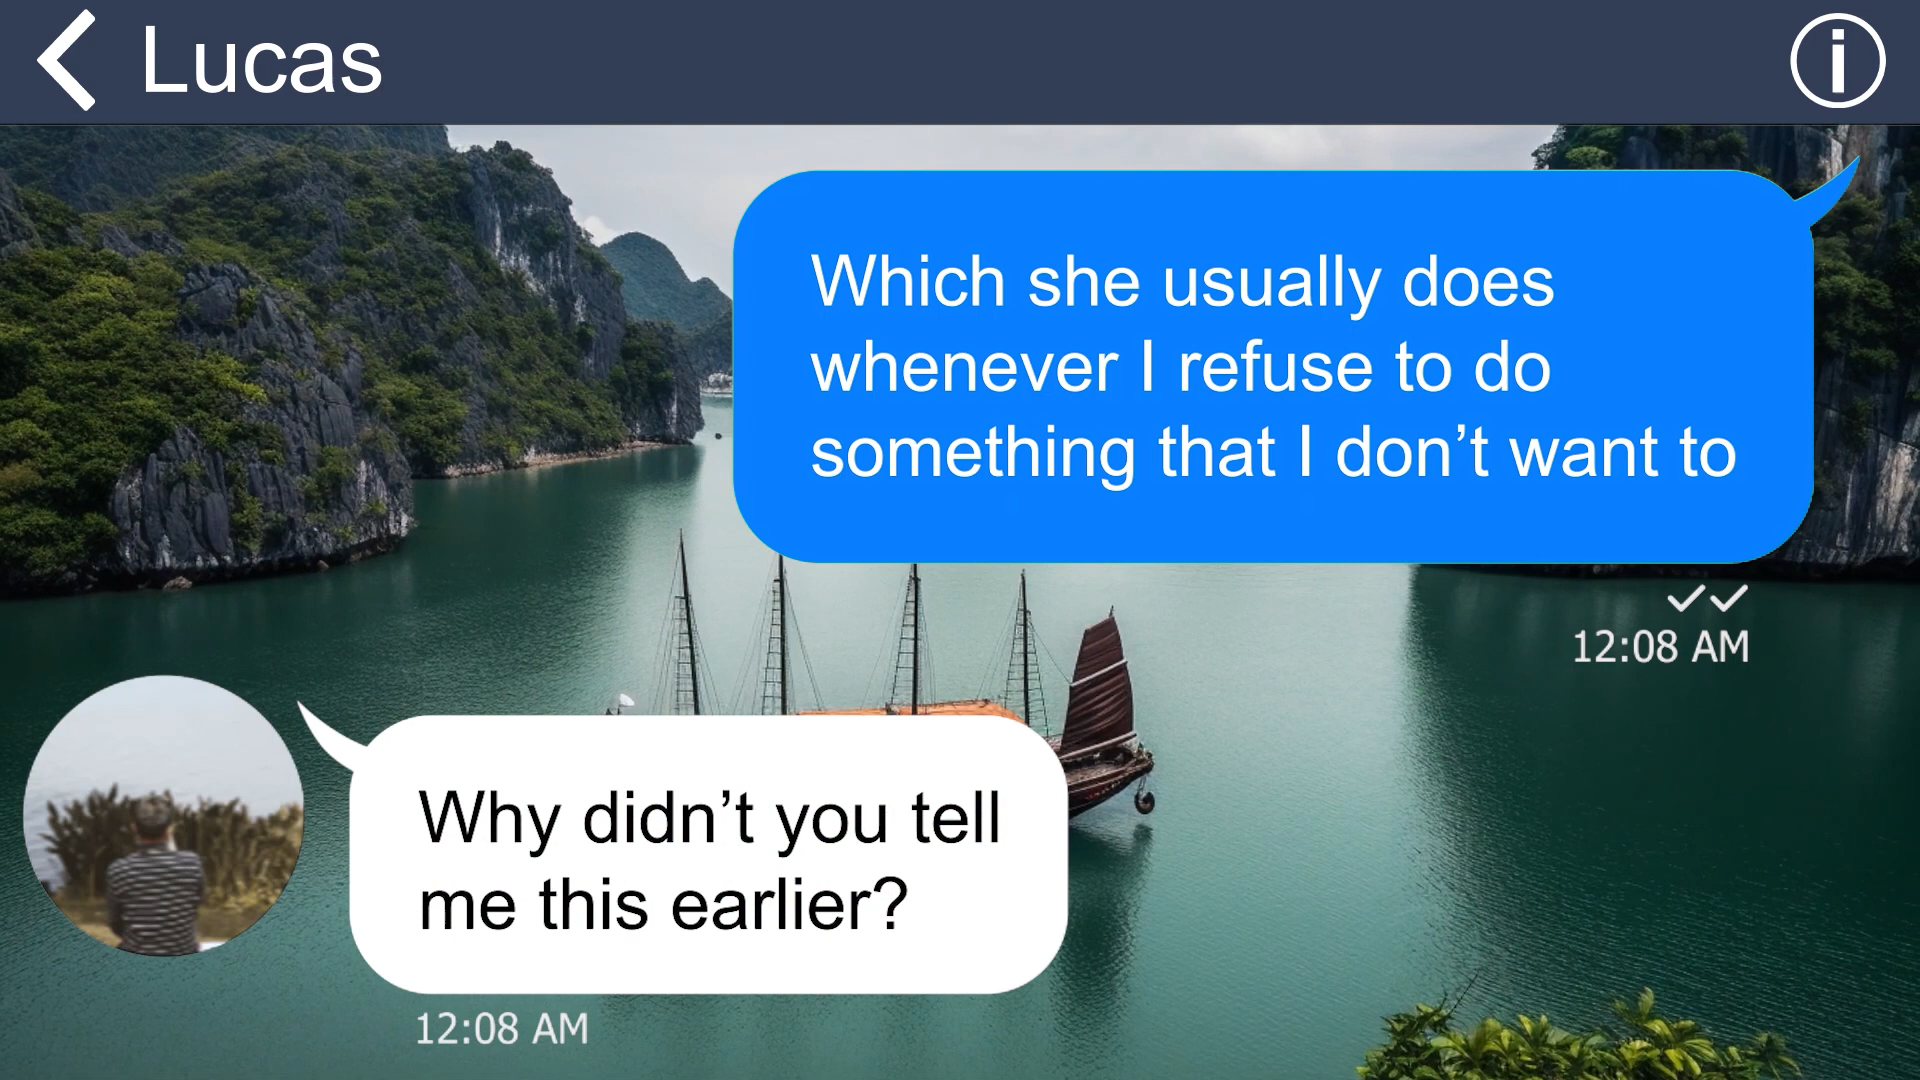 Lucas
Which she usually does
whenever I refuse to do
something that I don’t want to
12:08 AM
Why didn’t you tell
me this earlier?
12:08 AM